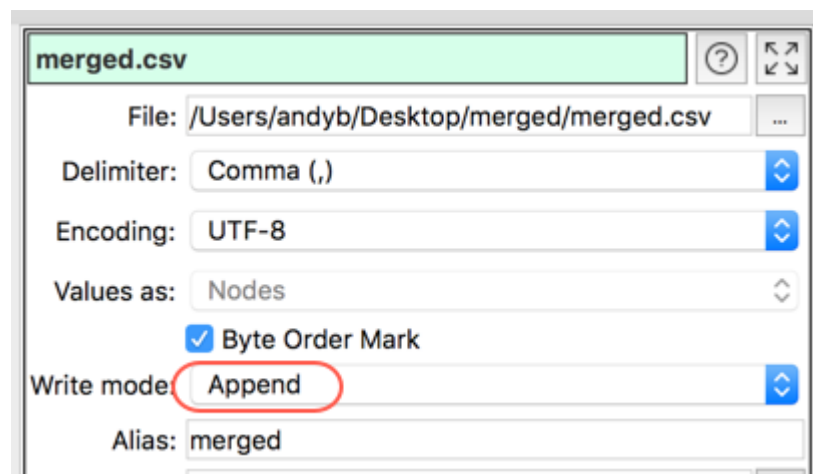 merged.csv
File: /Users/andyb/Desktop/merged/merged.csv ...
Delimiter: Comma (,)
Encoding: UTF-8
Values as: Nodes
Byte Order Mark
Write mode: Append
Alias: merged